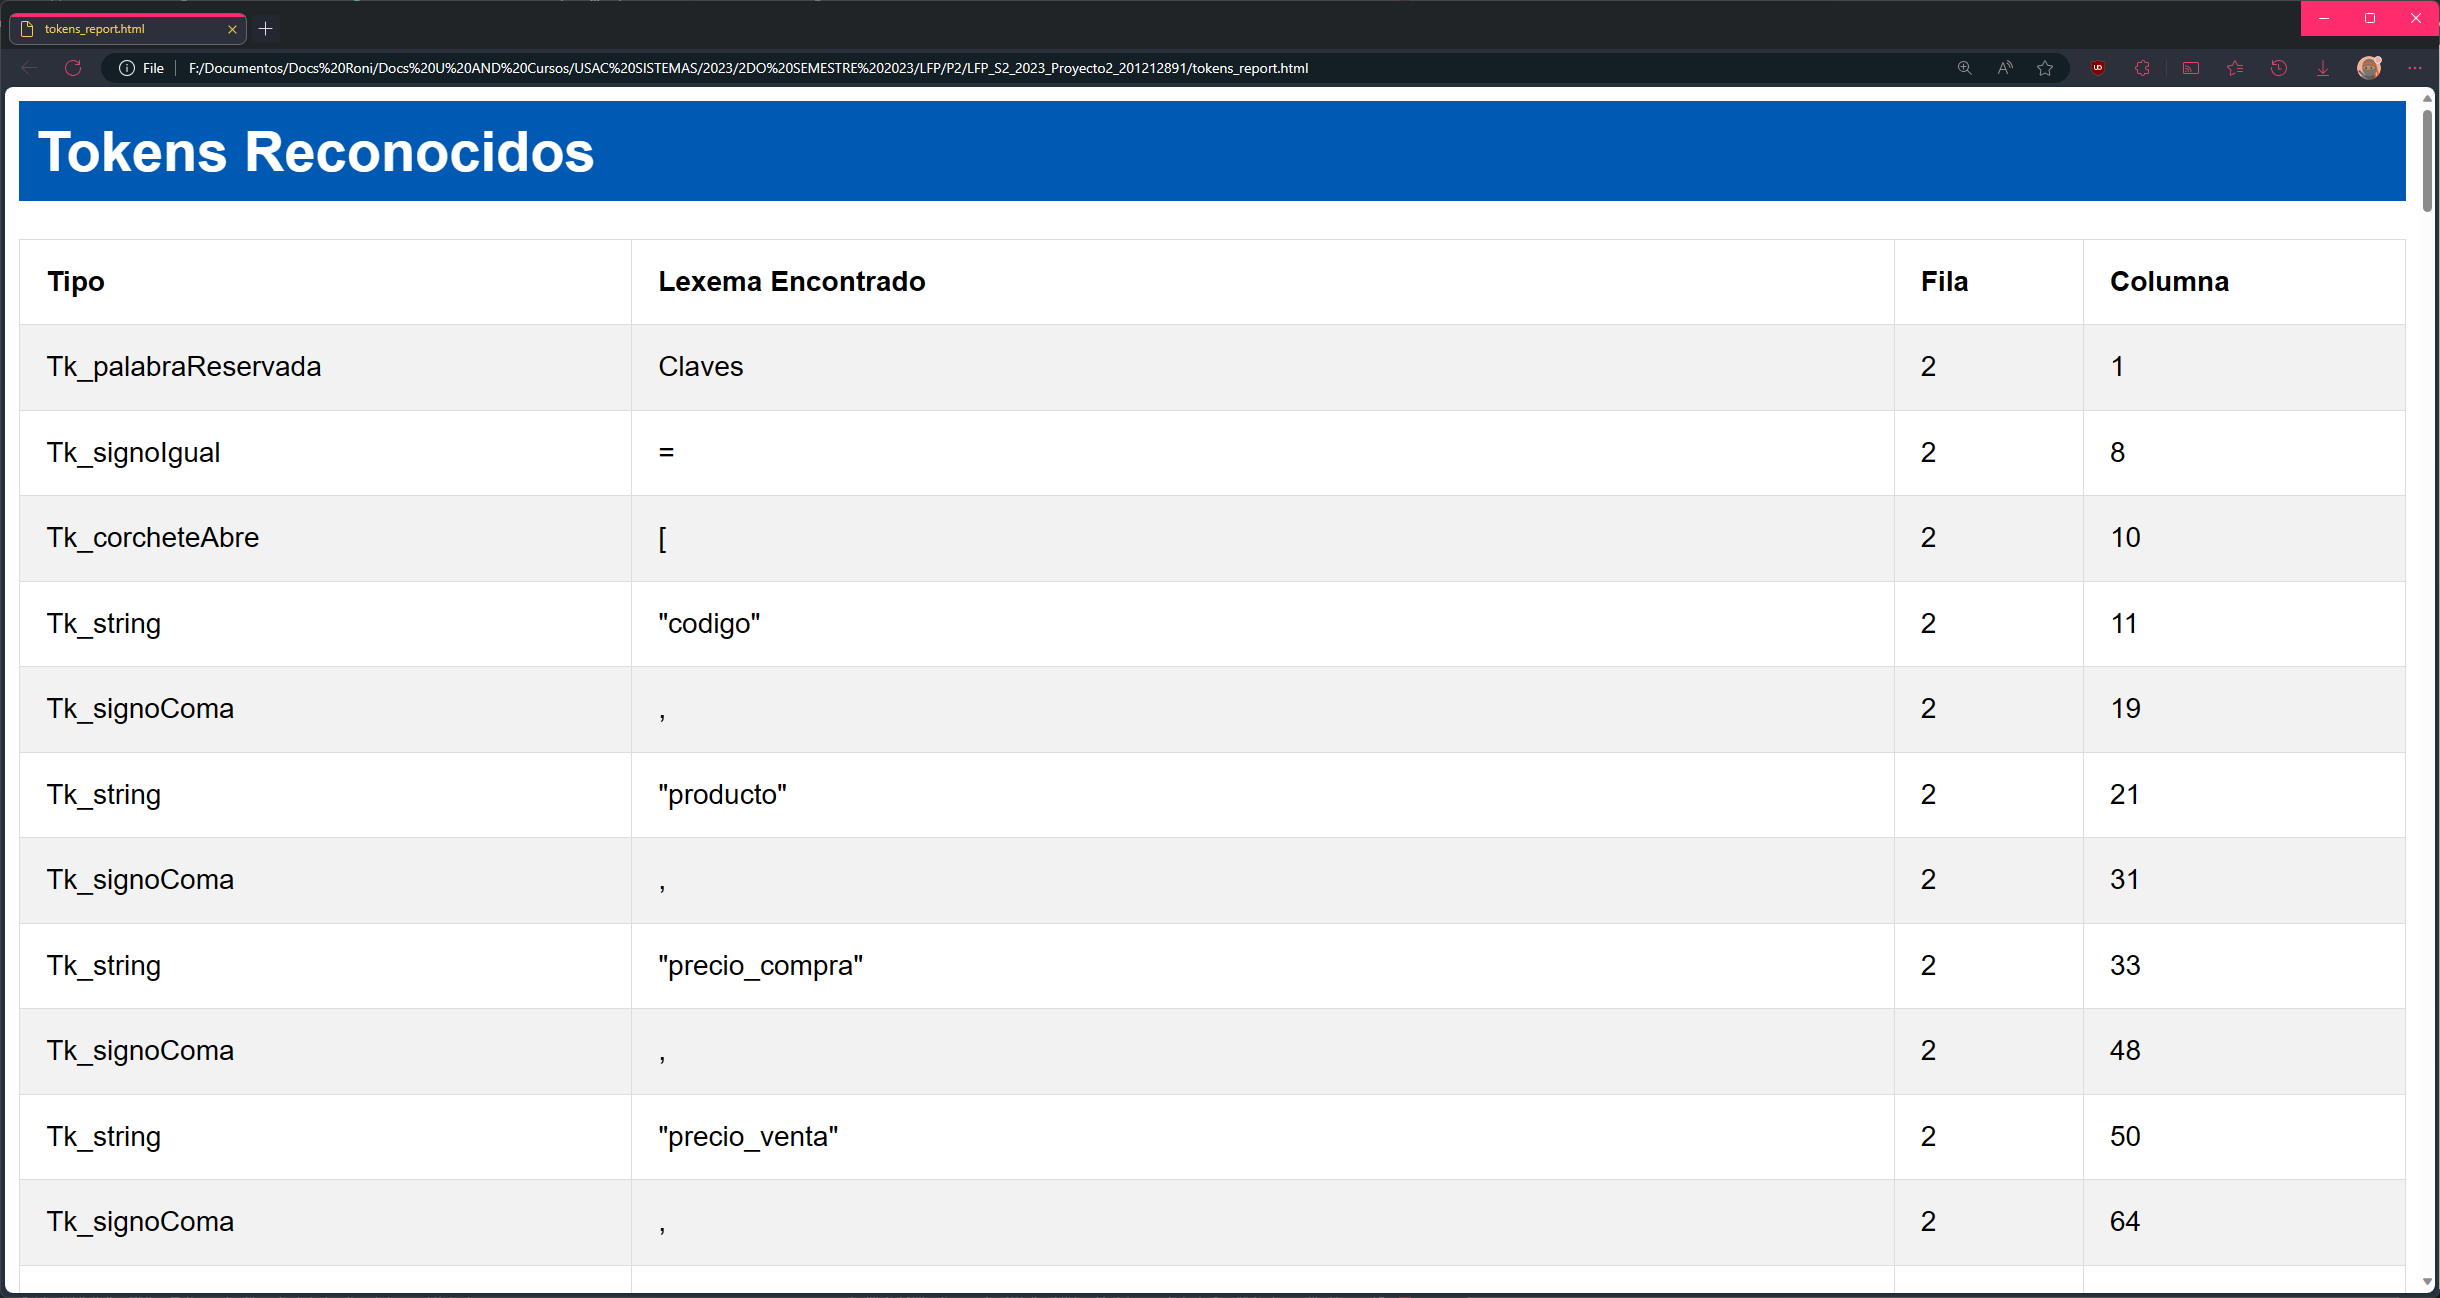 tokens_report.html
File F:/Documentos/Docs%20Roni/Docs%20U%20AND%20Cursos/USAC%20SISTEMAS/2023/2DO%20SEMESTRE%202023/LFP/P2/LFP_S2_2023_Proyecto2_201212891/tokens_report.html
Tokens Reconocidos
Tipo Lexema Encontrado Fila Columna
Tk_palabraReservada Claves 2 1
Tk_signoIgual = 2 8
Tk_corcheteAbre [ 2 10
Tk_string "codigo" 2 11
Tk_signoComa , 2 19
Tk_string "producto" 2 21
Tk_signoComa , 2 31
Tk_string "precio_compra" 2 33
Tk_signoComa , 2 48
Tk_string "precio_venta" 2 50
Tk_signoComa , 2 64